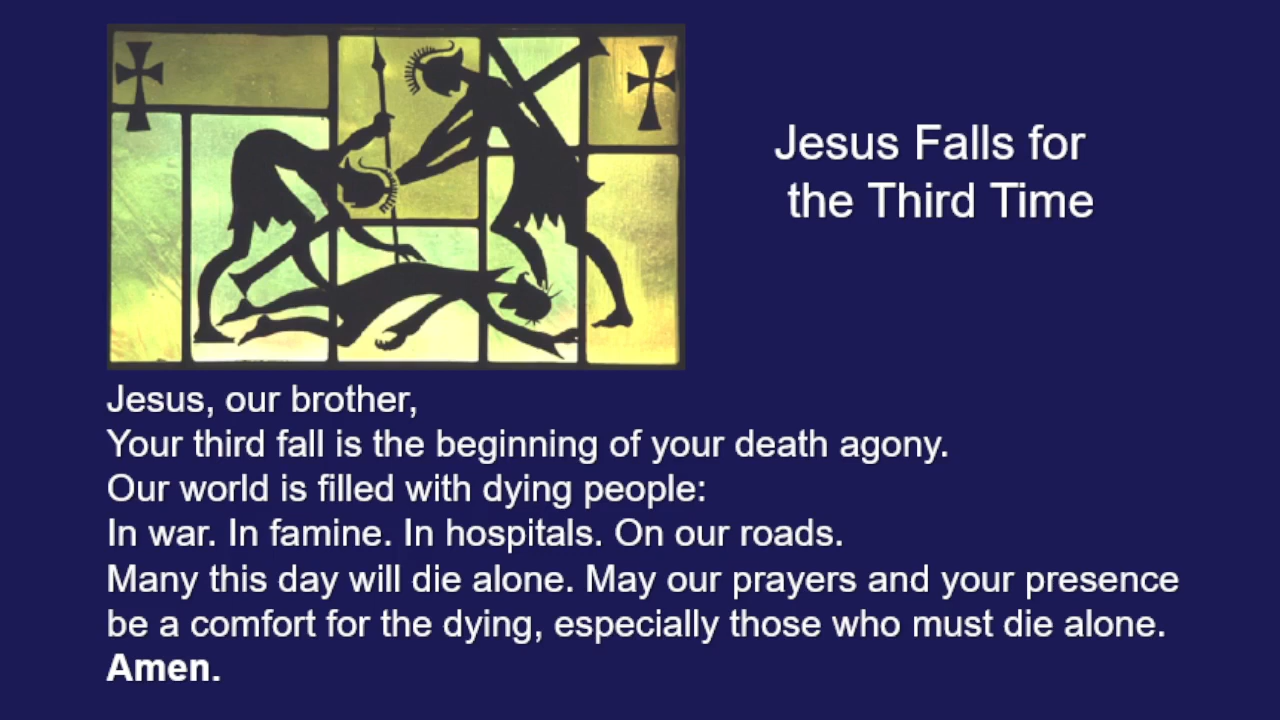 Jesus Falls for
the Third Time
Jesus, our brother,
Your third fall is the beginning of your death agony.
Our world is filled with dying people:
In war. In famine. In hospitals. On our roads.
Many this day will die alone. May our prayers and your presence
be a comfort for the dying, especially those who must die alone.
Amen.